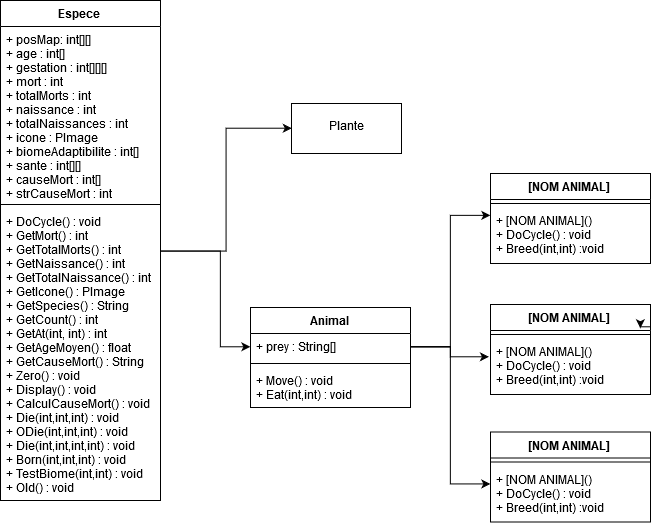 Espece
+ posMap: int[][]
+ age : int[]
+ gestation : int[][][]
+ mort : int
+ totalMorts : int
+ naissance : int
+ totalNaissances : int
+ icone : PImage
+ biomeAdaptibilite : int[]
+ sante : int[][]
+ causeMort : int[]
+ strCauseMort : int
+ DoCycle() : void
+ GetMort() : int
+ GetTotalMorts() : int
+ GetNaissance() : int
+ GetTotalNaissance() : int
+ GetIcone() : PImage
+ GetSpecies() : String
+ GetCount() : int
+ GetAt(int, int) : int
+ GetAgeMoyen() : float
+ GetCauseMort() : String
+ Zero() : void
+ Display() : void
+ CalculCauseMort() : void
+ Die(int,int,int) : void
+ ODie(int,int,int) : void
+ Die(int,int,int,int) : void
+ Born(int,int,int) : void
+ TestBiome(int,int) : void
+ Old() : void
Plante
Animal
+ prey : String[]
+ Move() : void
+ Eat(int,int) : void
[NOM ANIMAL]
+ [NOM ANIMAL]()
+ DoCycle() : void
+ Breed(int,int) :void
[NOM ANIMAL]
+ [NOM ANIMAL]()
+ DoCycle() : void
+ Breed(int,int) :void
[NOM ANIMAL]
+ [NOM ANIMAL]()
+ DoCycle() : void
+ Breed(int,int) :void